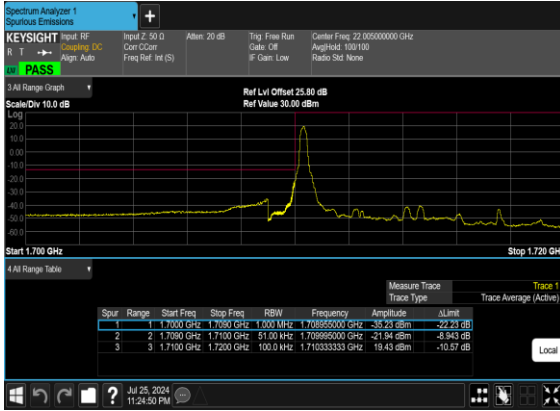 Spectrum Analyzer 1
Spurious Emissions
+
KEYSIGHT Input: RF Input Z: 50 Ω Atten: 20 dB Trig: Free Run Center Freq: 22.005000000 GHz
R T Coupling: DC Corr CCorr Gate: Off Avg|Hold: 100/100
Align: Auto Freq Ref: Int (S) IF Gain: Low Radio Std: None
PASS
3 All Range Graph
Ref Lvl Offset 25.80 dB
Scale/Div 10.0 dB Ref Value 30.00 dBm
Log
20.0
10.0
0.00
-10.0
-20.0
-30.0
-40.0
-50.0
-60.0
Start 1.700 GHz Stop 1.720 GH
4 All Range Table
Measure Trace Trace 1
Trace Type Trace Average (Active)
Spur Range Start Freq Stop Freq RBW Frequency Amplitude ΔLimit
1 1 1.7000 GHz 1.7090 GHz 1.000 MHz 1.708955000 GHz -35.23 dBm -22.23 dB
2 2 1.7090 GHz 1.7100 GHz 51.00 kHz 1.709995000 GHz -21.94 dBm -8.943 dB
3 3 1.7100 GHz 1.7200 GHz 100.0 kHz 1.710333333 GHz 19.43 dBm -10.57 dB
Local
?
Jul 25, 2024
11:24:50 PM